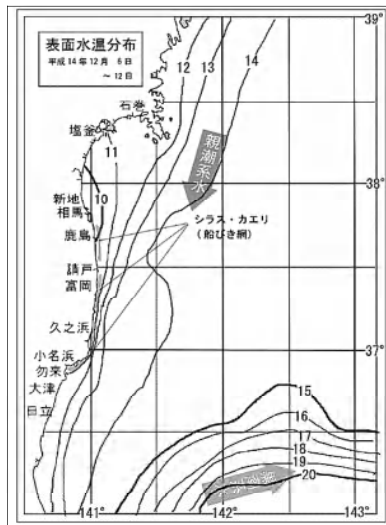 表面水温分布
平成14年12月 6日
～12日
39°
12
13
14
石巻
塩釜
11
親潮系水
38°
新地
10
相馬
シラス・カエリ
(船びき網)
鹿島
請戸
富岡
久之浜
37°
小名浜
勿来
大津
日立
15
16
17
18
19
20
141°
142°
143°